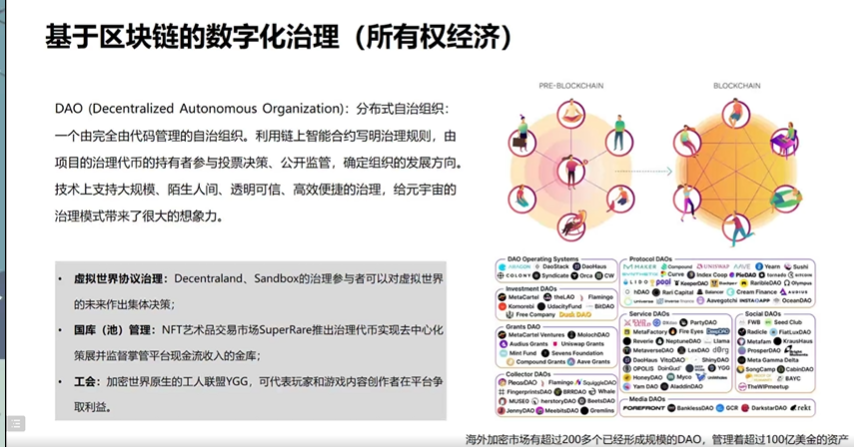 基于区块链的数字化治理（所有权经济）
DAO (Decentralized Autonomous Organization)：分布式自治组织：
一个由完全由代码管理的自治组织。利用链上智能合约写明治理规则，由
项目的治理代币的持有者参与投票决策、公开监管，确定组织的发展方向。
技术上支持大规模、陌生人间、透明可信、高效便捷的治理，给元宇宙的
治理模式带来了很大的想象力。
• 虚拟世界协议治理：Decentraland、Sandbox的治理参与者可以对虚拟世界
的未来作出集体决策；
• 国库（池）管理：NFT艺术品交易市场SuperRare推出治理代币实现去中心化
策展并监督掌管平台现金流收入的金库；
• 工会：加密世界原生的工人联盟YGG，可代表玩家和游戏内容创作者在平台争
取利益。
PRE-BLOCKCHAIN
BLOCKCHAIN
DAO Operating Systems
DaoStack DaoHaus
COLONY Syndicate Orca CW
Investment DAOs
MetaCartel theLAO Flamingo
Komorebi UdacityFund BitDAO
Free Company Duck DAO
Grants DAO
MetaCartel Ventures MolochDAO
Audius Grants Uniswap Grants
Mint Fund Sevens Foundation
Compound Grants Aave Grants
Collector DAOs
PleasDAO Flamingo SquiggleDAO
FingerprintsDAO BRRDAO Whale
MUSEO herstoryDAO BeetsDAO
JennyDAO MeebitsDAO Gremlins
Protocol DAOs
MAKER Compound UNISWAP AAVE Yearn Sushi
SYNTHETIX Curve Index Coop PieDAO tornado
LIDO pool KeeperDAO RaribleDAO Olympus
hDAO Rari Capital Balancer Cream Finance
Universe Aavegotchi INSTADAPP OceanDAO
Service DAOs
PartyDAO
MetaFactory Fire Eyes
Reverie NeptuneDAO Llama
MetaverseDAO LexDAO dOrg
DaoHaus VitaDAO ShinyDAO
OPOLIS DoinGud YGG
HoneyDAO Myco
Yam DAO AladdinDAO
Social DAOs
FWB Seed Club
Radicle FlatLuxDAO
Metafam KrausHaus
ProsperDAO
Meta Gamma Delta
SongCamp CabinDAO
BAYC
TheWIPmeetup
Media DAOs
FOREFRONT BanklessDAO GCR DarkstarDAO .rekt
海外加密市场有超过200多个已经形成规模的DAO，管理着超过100亿美金的资产